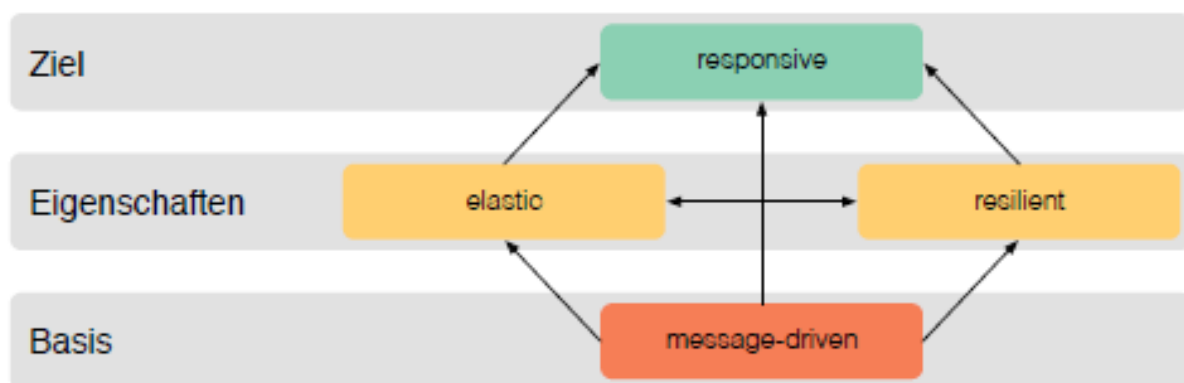 Ziel
responsive
Eigenschaften
elastic
resilient
Basis
message-driven